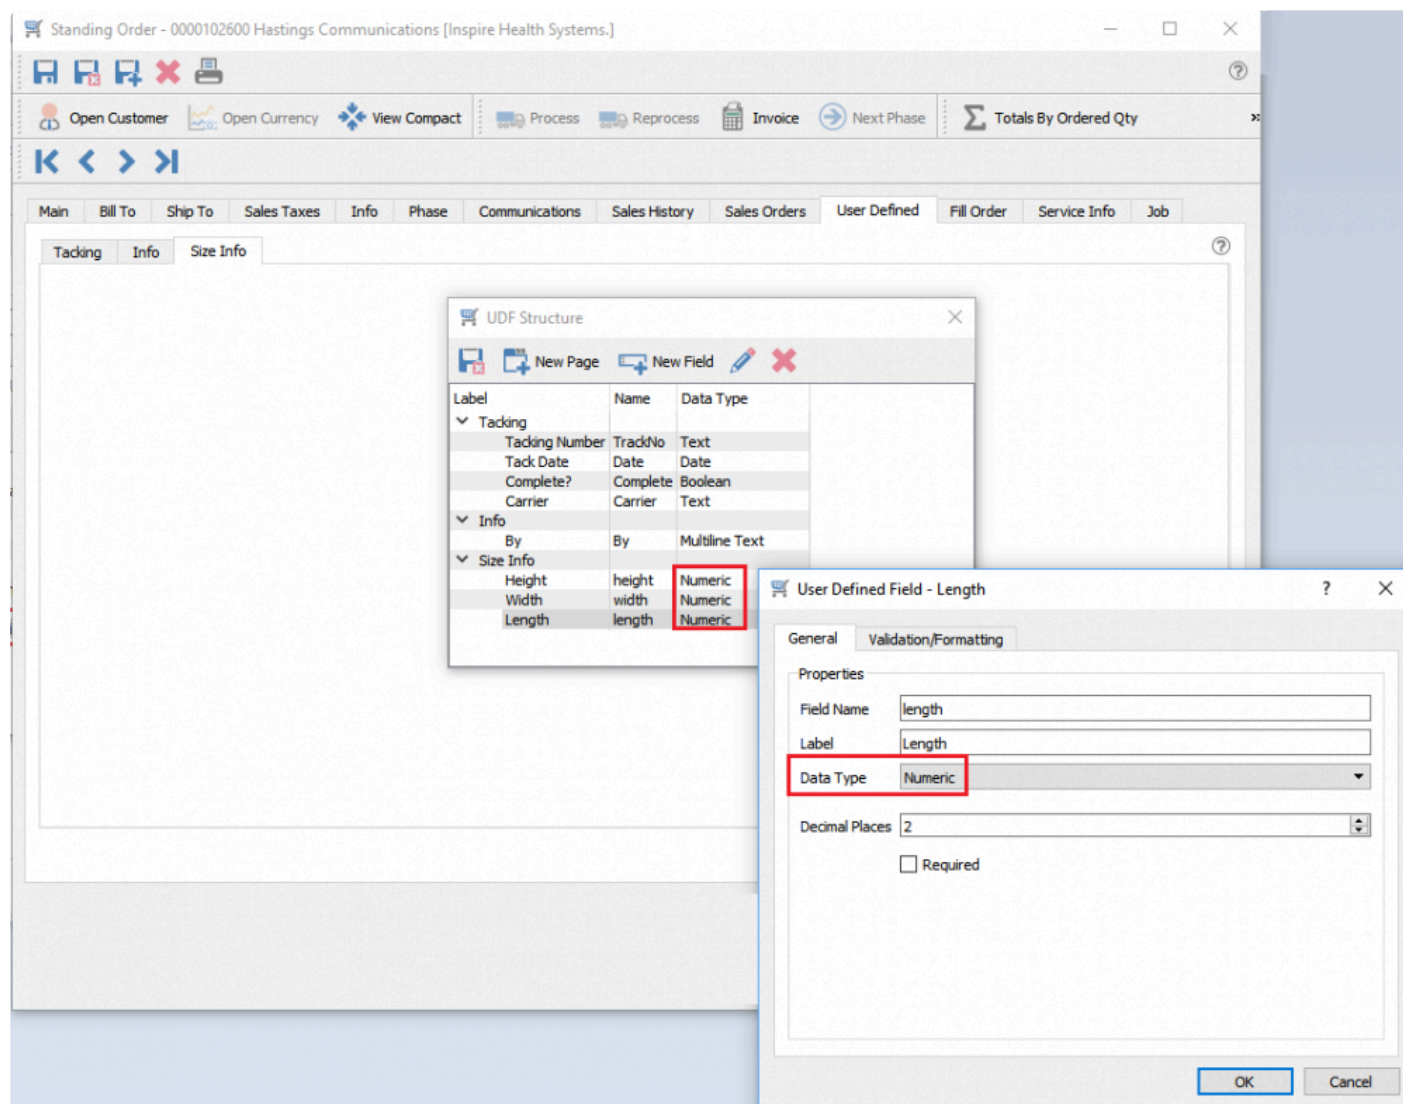 Standing Order - 0000102600 Hastings Communications [Inspire Health Systems.]
Open Customer Open Currency View Compact Process Reprocess Invoice Next Phase Totals By Ordered Qty »
Main Bill To Ship To Sales Taxes Info Phase Communications Sales History Sales Orders User Defined Fill Order Service Info Job
Tacking Info Size Info
UDF Structure
New Page New Field
Label Name Data Type
Tacking
Tacking Number TrackNo Text
Tack Date Date Date
Complete? Complete Boolean
Carrier Carrier Text
Info
By By Multiline Text
Size Info
Height height Numeric
Width width Numeric
Length length Numeric
User Defined Field - Length ?
General Validation/Formatting
Properties
Field Name length
Label Length
Data Type Numeric
Decimal Places 2
Required
OK Cancel